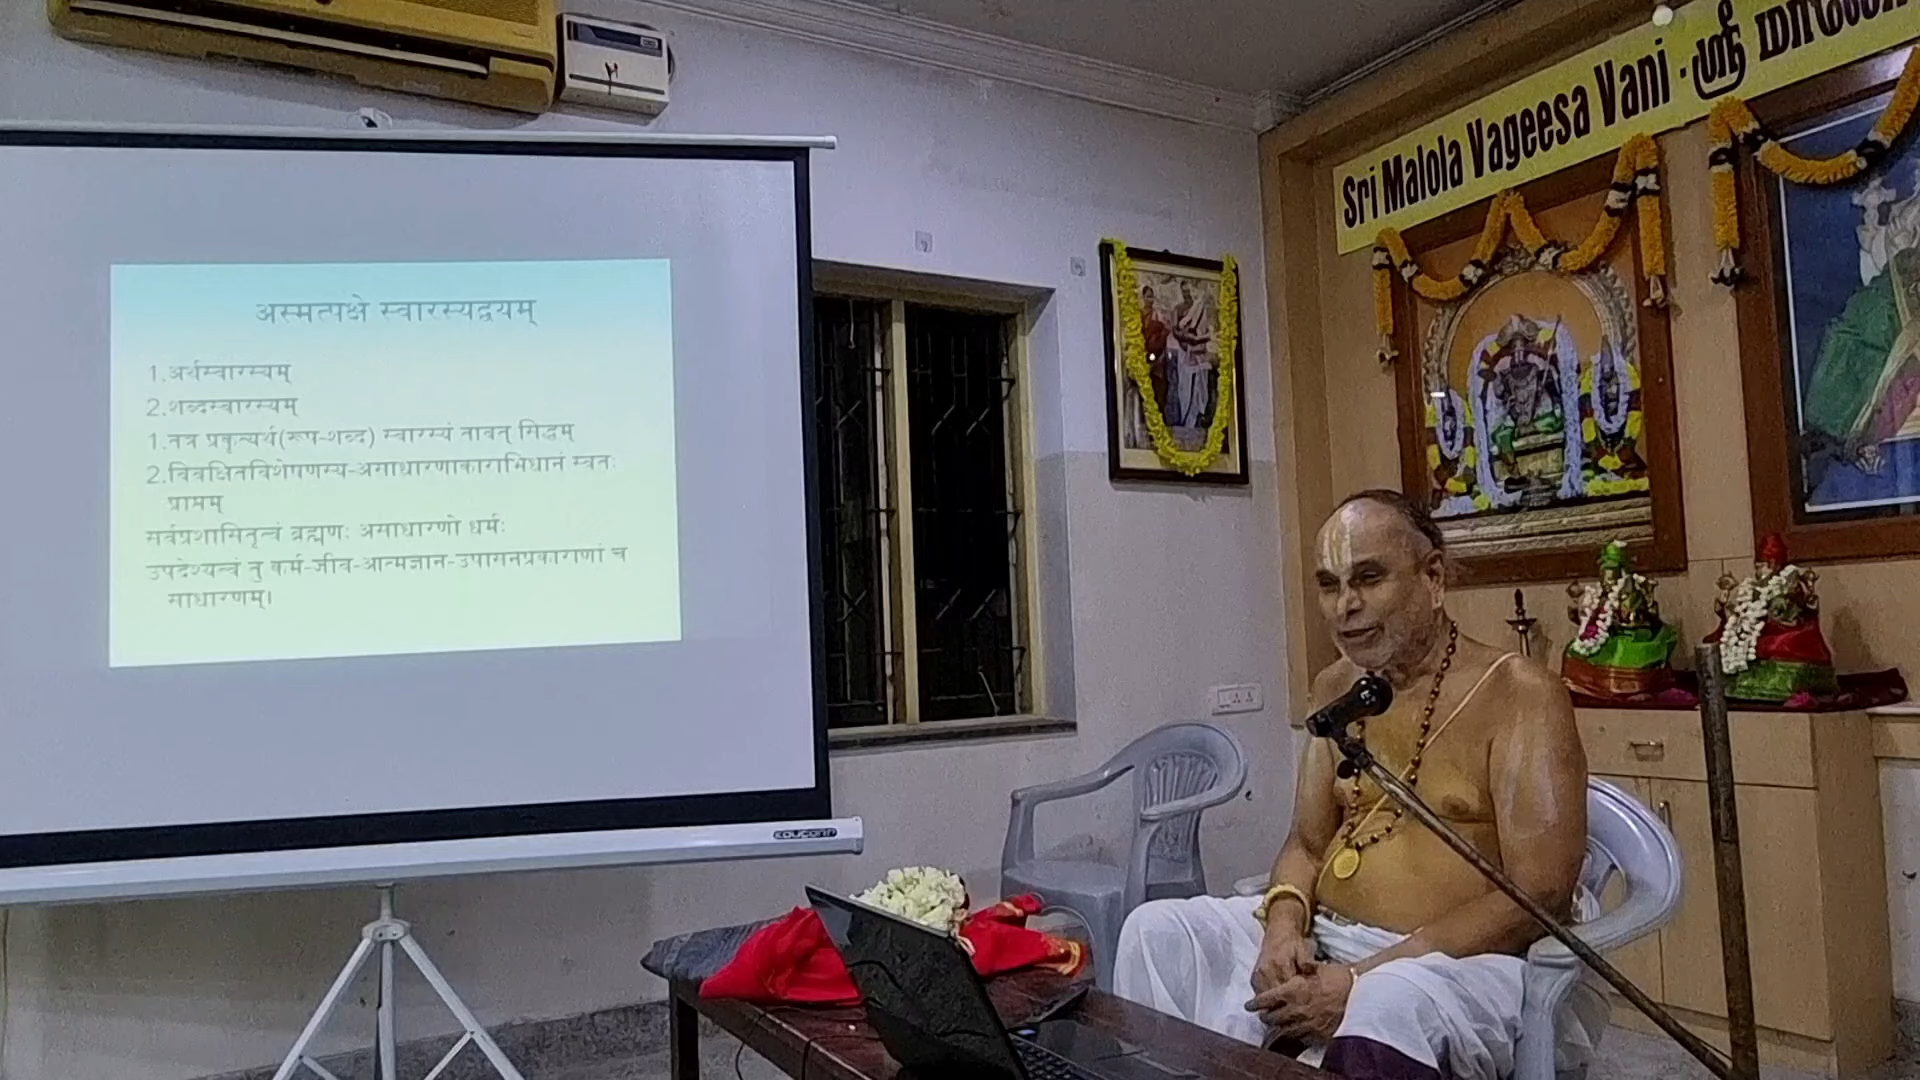 अस्मत्पक्षे स्वारस्यद्वयम्
1.अर्थस्वारस्यम्
2.शब्दस्वारस्यम्
1.तत्र प्रकृत्यर्थ(रूप-शब्द) स्वारस्यं तावत् सिद्धम्
2.विवक्षितविशेषणस्य-असाधारणाकाराभिधानं स्वतः
प्राप्तम्
सर्वप्रशासितृत्वं ब्रह्मणः असाधारणो धर्मः
उपदेश्यत्वं तु कर्म-जीव-आत्मज्ञान-उपासनप्रकाराणां च
साधारणम्।
Sri Malola Vageesa Vani - ஸ்ரீ
EDUCOMP